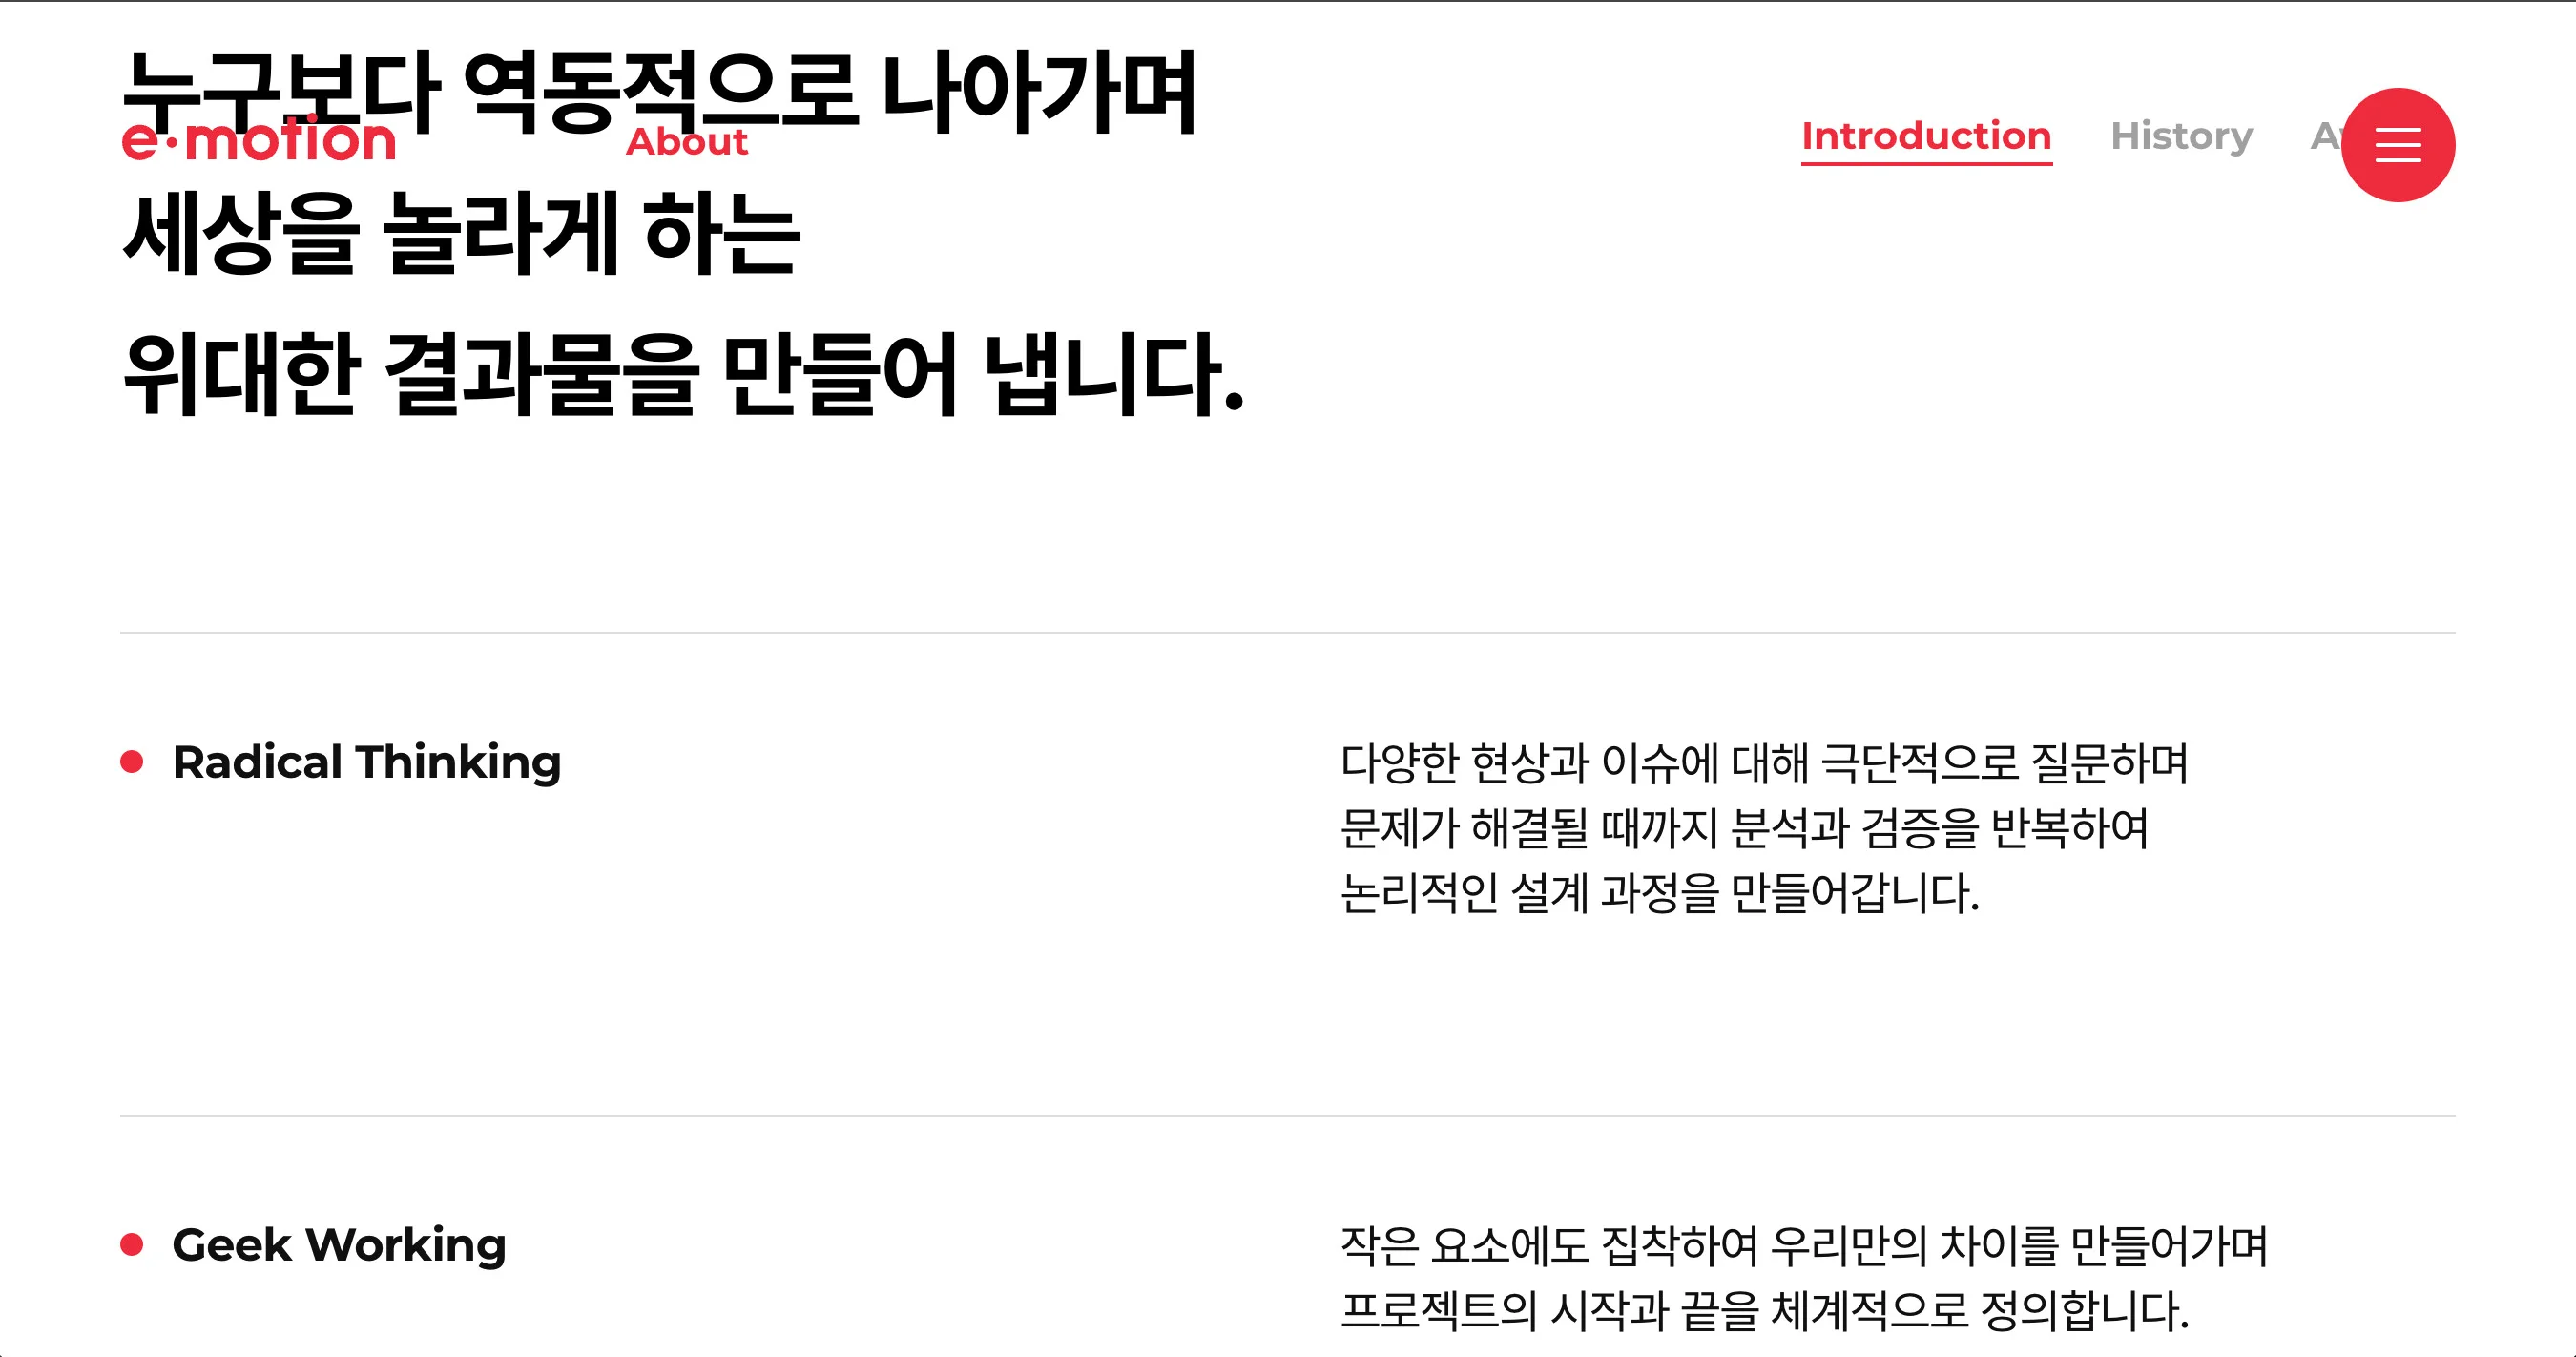 누구보다 역동적으로 나아가며
e·motion
About
Introduction
History
세상을 놀라게 하는
위대한 결과물을 만들어 냅니다.
Radical Thinking
다양한 현상과 이슈에 대해 극단적으로 질문하며
문제가 해결될 때까지 분석과 검증을 반복하여
논리적인 설계 과정을 만들어갑니다.
Geek Working
작은 요소에도 집착하여 우리만의 차이를 만들어가며
프로젝트의 시작과 끝을 체계적으로 정의합니다.